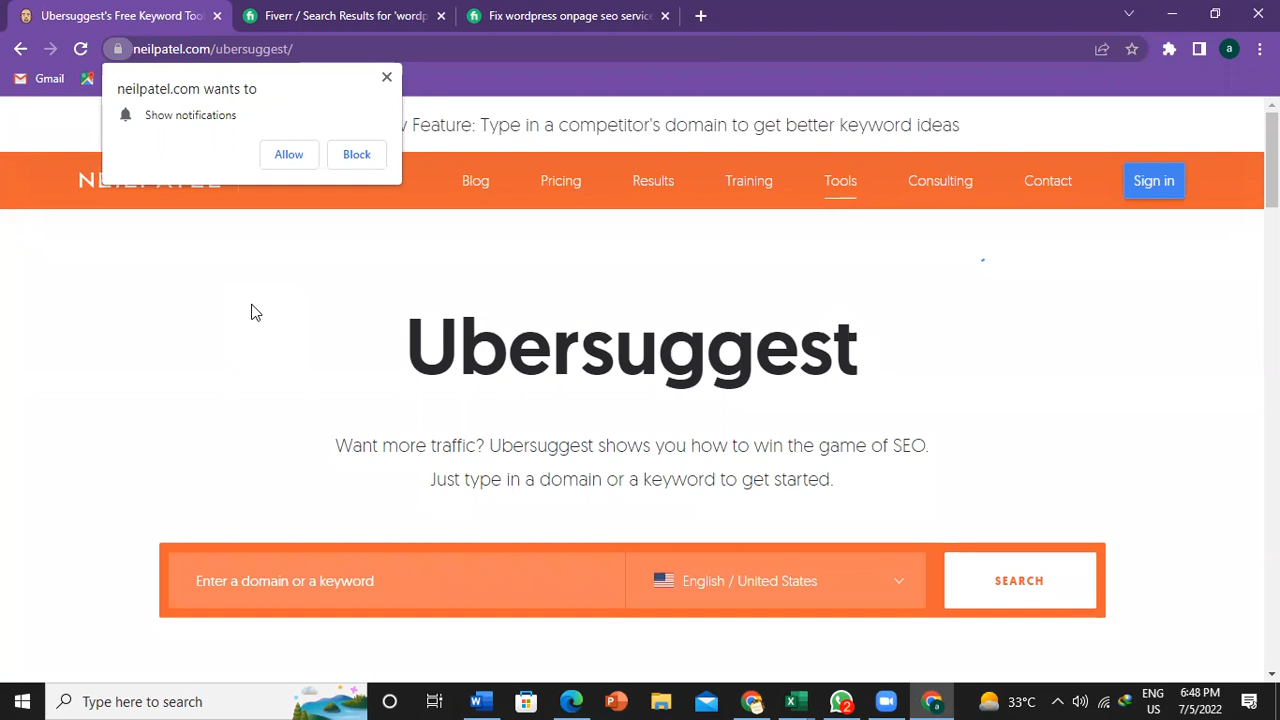 Ubersuggest's Free Keyword Tool
Fiverr / Search Results for 'wordp
Fix wordpress onpage seo service
neilpatel.com/ubersuggest/
a
Gmail
neilpatel.com wants to
Show notifications
Allow
Block
Feature: Type in a competitor's domain to get better keyword ideas
NEILPATEL
Blog
Pricing
Results
Training
Tools
Consulting
Contact
Sign in
Ubersuggest
Want more traffic? Ubersuggest shows you how to win the game of SEO.
Just type in a domain or a keyword to get started.
Enter a domain or a keyword
English / United States
SEARCH
Type here to search
2
33°C
ENG
US
6:48 PM
7/5/2022